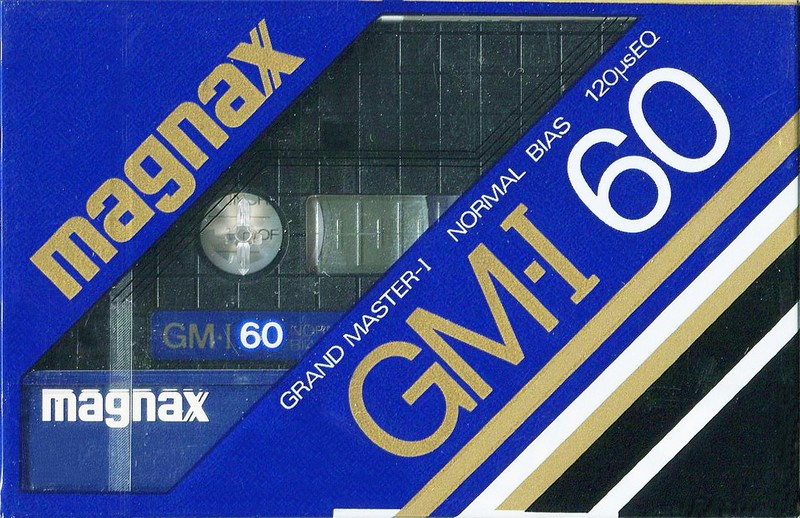 magnax
GRAND MASTER-I NORMAL BIAS 120µsEQ
GM·I 60
GM·I 60
magnax